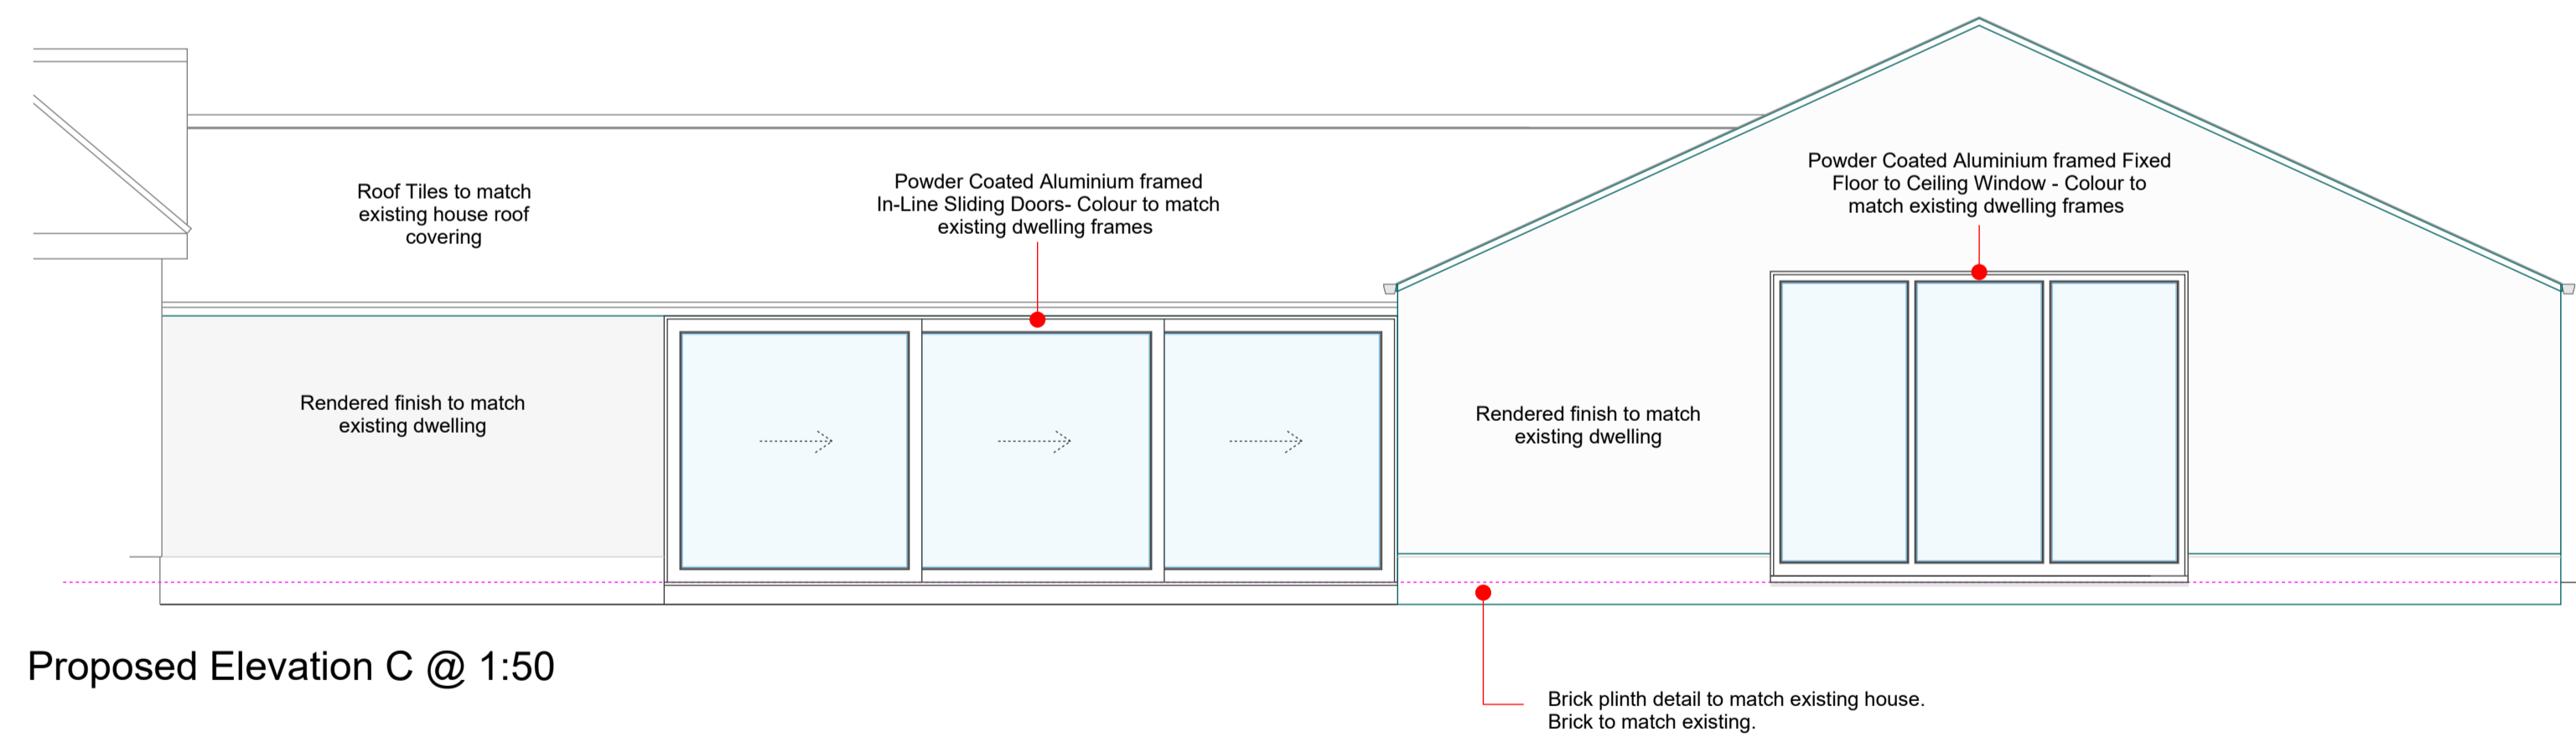 Roof Tiles to match
existing house roof
covering
Powder Coated Aluminium framed
In-Line Sliding Doors- Colour to match
existing dwelling frames
Powder Coated Aluminium framed Fixed
Floor to Ceiling Window - Colour to
match existing dwelling frames
Rendered finish to match
existing dwelling
Rendered finish to match
existing dwelling
Proposed Elevation C @ 1:50
Brick plinth detail to match existing house.
Brick to match existing.